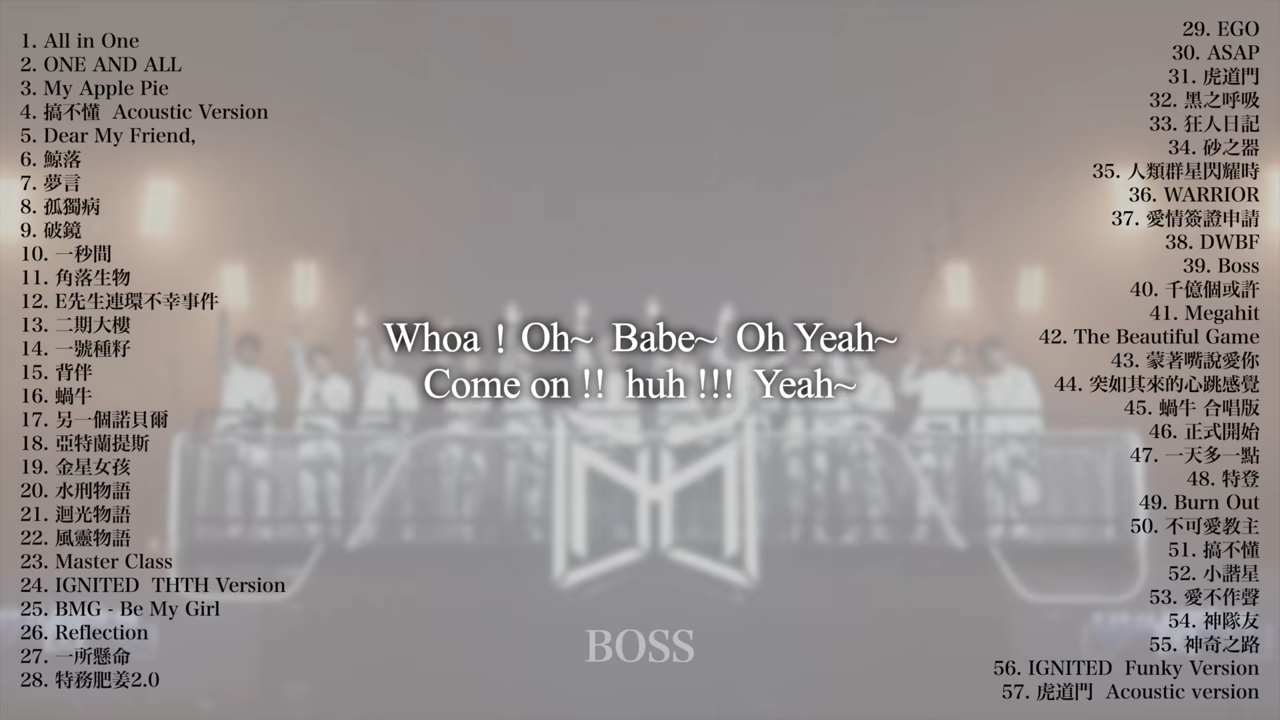 1. All in One
2. ONE AND ALL
3. My Apple Pie
4. 搞不懂 Acoustic Version
5. Dear My Friend,
6. 鯨落
7. 夢言
8. 孤獨病
9. 破鏡
10. 一秒間
11. 角落生物
12. E先生連環不幸事件
13. 二期大樓
14. 一號種籽
15. 背伴
16. 蝸牛
17. 另一個諾貝爾
18. 亞特蘭提斯
19. 金星女孩
20. 水刑物語
21. 迴光物語
22. 風靈物語
23. Master Class
24. IGNITED THTH Version
25. BMG - Be My Girl
26. Reflection
27. 一所懸命
28. 特務肥姜2.0
Whoa！Oh~ Babe~ Oh Yeah~
Come on !! huh !!! Yeah~
BOSS
29. EGO
30. ASAP
31. 虎道門
32. 黑之呼吸
33. 狂人日記
34. 砂之器
35. 人類群星閃耀時
36. WARRIOR
37. 愛情簽證申請
38. DWBF
39. Boss
40. 千億個或許
41. Megahit
42. The Beautiful Game
43. 蒙著嘴說愛你
44. 突如其來的心跳感覺
45. 蝸牛 合唱版
46. 正式開始
47. 一天多一點
48. 特登
49. Burn Out
50. 不可愛教主
51. 搞不懂
52. 小諧星
53. 愛不作聲
54. 神隊友
55. 神奇之路
56. IGNITED Funky Version
57. 虎道門 Acoustic version